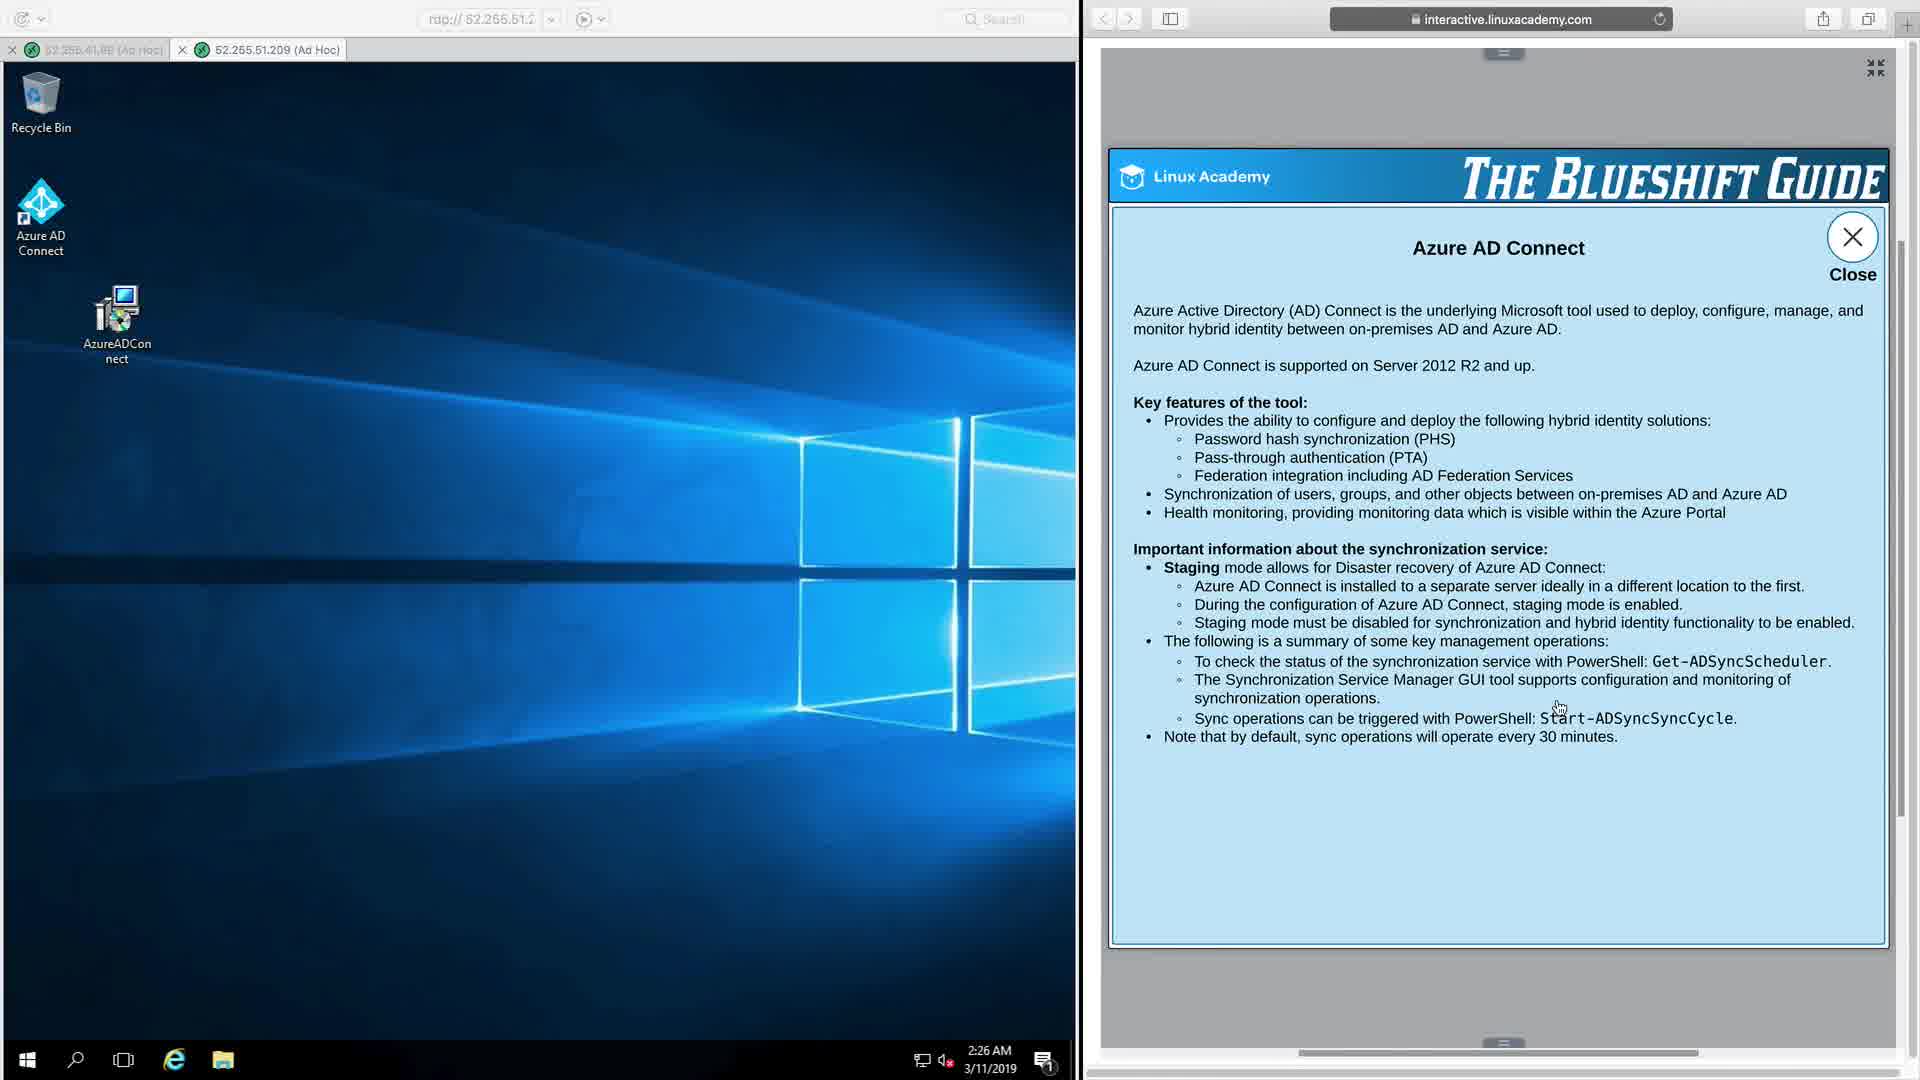 rdp:// 52.255.51.2
Search
52.255.41.69 (Ad Hoc)
52.255.51.209 (Ad Hoc)
Recycle Bin
Azure AD
Connect
AzureADCon
nect
2:26 AM
3/11/2019
1
interactive.linuxacademy.com
Linux Academy
THE BLUESHIFT GUIDE
Azure AD Connect
Close
Azure Active Directory (AD) Connect is the underlying Microsoft tool used to deploy, configure, manage, and
monitor hybrid identity between on-premises AD and Azure AD.
Azure AD Connect is supported on Server 2012 R2 and up.
Key features of the tool:
• Provides the ability to configure and deploy the following hybrid identity solutions:
◦ Password hash synchronization (PHS)
◦ Pass-through authentication (PTA)
◦ Federation integration including AD Federation Services
• Synchronization of users, groups, and other objects between on-premises AD and Azure AD
• Health monitoring, providing monitoring data which is visible within the Azure Portal
Important information about the synchronization service:
• Staging mode allows for Disaster recovery of Azure AD Connect:
◦ Azure AD Connect is installed to a separate server ideally in a different location to the first.
◦ During the configuration of Azure AD Connect, staging mode is enabled.
◦ Staging mode must be disabled for synchronization and hybrid identity functionality to be enabled.
• The following is a summary of some key management operations:
◦ To check the status of the synchronization service with PowerShell: Get-ADSyncScheduler.
◦ The Synchronization Service Manager GUI tool supports configuration and monitoring of
synchronization operations.
◦ Sync operations can be triggered with PowerShell: Start-ADSyncSyncCycle.
• Note that by default, sync operations will operate every 30 minutes.